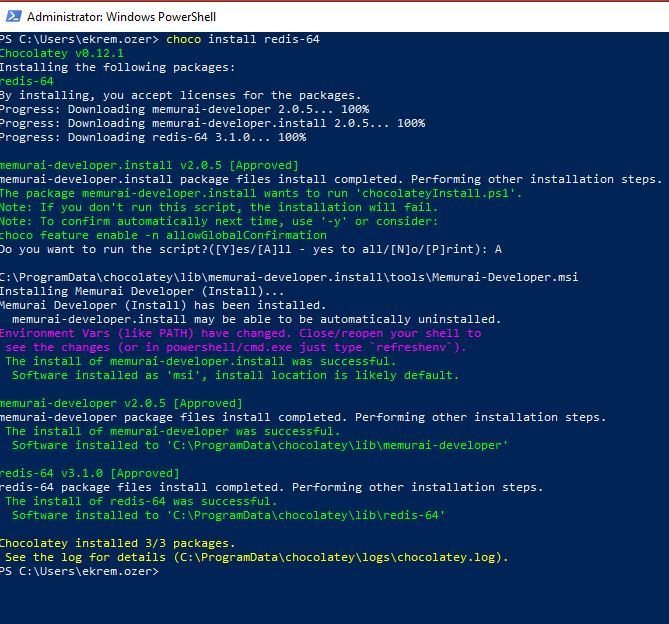 Administrator: Windows PowerShell
PS C:\Users\ekrem.ozer> choco install redis-64
Chocolatey v0.12.1
Installing the following packages:
redis-64
By installing, you accept licenses for the packages.
Progress: Downloading memurai-developer 2.0.5... 100%
Progress: Downloading memurai-developer.install 2.0.5... 100%
Progress: Downloading redis-64 3.1.0... 100%
memurai-developer.install v2.0.5 [Approved]
memurai-developer.install package files install completed. Performing other installation steps.
The package memurai-developer.install wants to run 'chocolateyInstall.ps1'.
Note: If you don't run this script, the installation will fail.
Note: To confirm automatically next time, use '-y' or consider:
choco feature enable -n allowGlobalConfirmation
Do you want to run the script?([Y]es/[A]ll - yes to all/[N]o/[P]rint): A
C:\ProgramData\chocolatey\lib\memurai-developer.install\tools\Memurai-Developer.msi
Installing Memurai Developer (Install)...
Memurai Developer (Install) has been installed.
memurai-developer.install may be able to be automatically uninstalled.
Environment Vars (like PATH) have changed. Close/reopen your shell to
see the changes (or in powershell/cmd.exe just type `refreshenv`).
The install of memurai-developer.install was successful.
Software installed as 'msi', install location is likely default.
memurai-developer v2.0.5 [Approved]
memurai-developer package files install completed. Performing other installation steps.
The install of memurai-developer was successful.
Software installed to 'C:\ProgramData\chocolatey\lib\memurai-developer'
redis-64 v3.1.0 [Approved]
redis-64 package files install completed. Performing other installation steps.
The install of redis-64 was successful.
Software installed to 'C:\ProgramData\chocolatey\lib\redis-64'
Chocolatey installed 3/3 packages.
See the log for details (C:\ProgramData\chocolatey\logs\chocolatey.log).
PS C:\Users\ekrem.ozer>